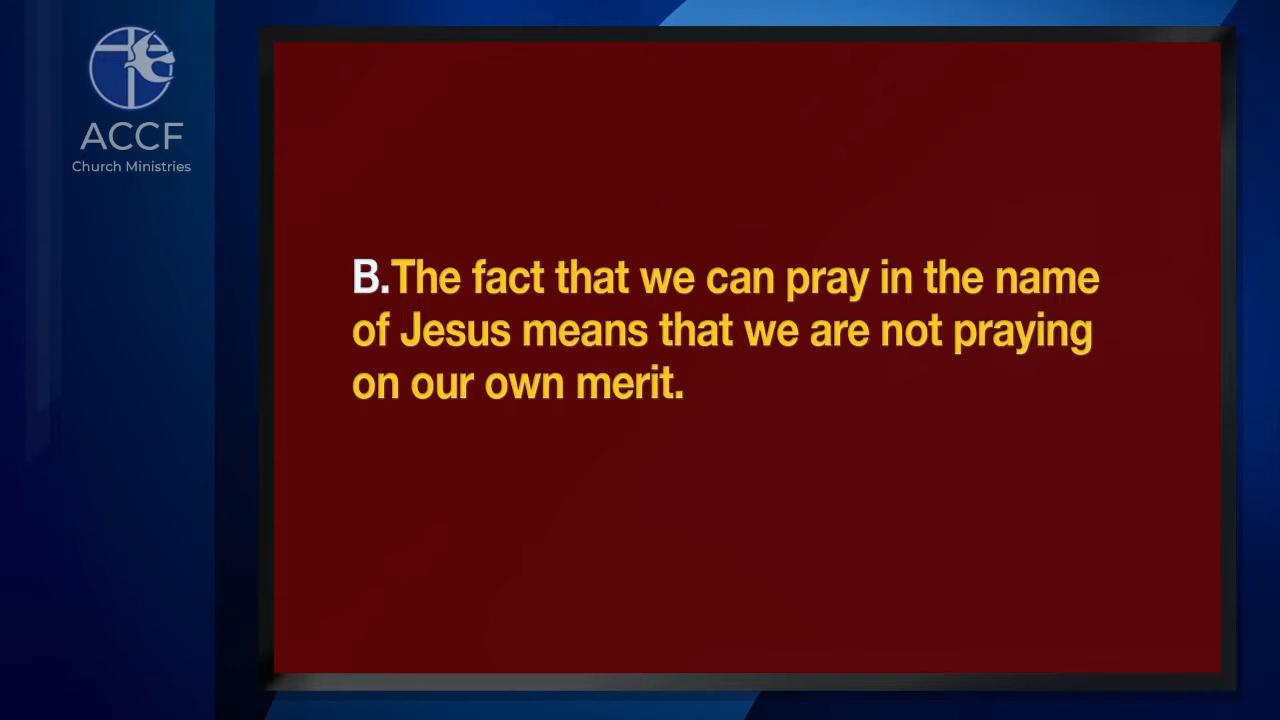 ACCF
Church Ministries
B.The fact that we can pray in the name
of Jesus means that we are not praying
on our own merit.